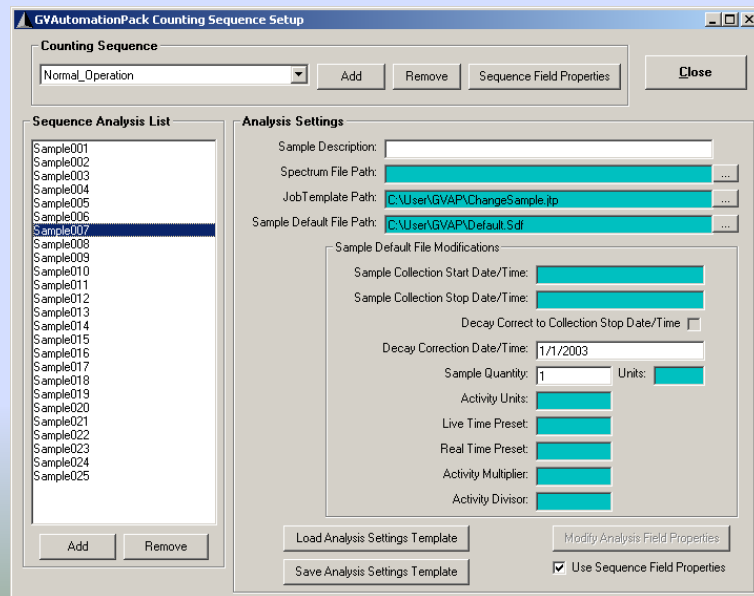 GVAutomationPack Counting Sequence Setup
Counting Sequence
Normal_Operation
Add
Remove
Sequence Field Properties
Close
Sequence Analysis List
Sample001
Sample002
Sample003
Sample004
Sample005
Sample006
Sample007
Sample008
Sample009
Sample010
Sample011
Sample012
Sample013
Sample014
Sample015
Sample016
Sample017
Sample018
Sample019
Sample020
Sample021
Sample022
Sample023
Sample024
Sample025
Add
Remove
Analysis Settings
Sample Description:
Spectrum File Path: ...
JobTemplate Path: C:\User\GVAP\ChangeSample.jtp ...
Sample Default File Path: C:\User\GVAP\Default.Sdf ...
Sample Default File Modifications
Sample Collection Start Date/Time:
Sample Collection Stop Date/Time:
Decay Correct to Collection Stop Date/Time
Decay Correction Date/Time: 1/1/2003
Sample Quantity: 1 Units:
Activity Units:
Live Time Preset:
Real Time Preset:
Activity Multiplier:
Activity Divisor:
Load Analysis Settings Template
Modify Analysis Field Properties
Save Analysis Settings Template
Use Sequence Field Properties